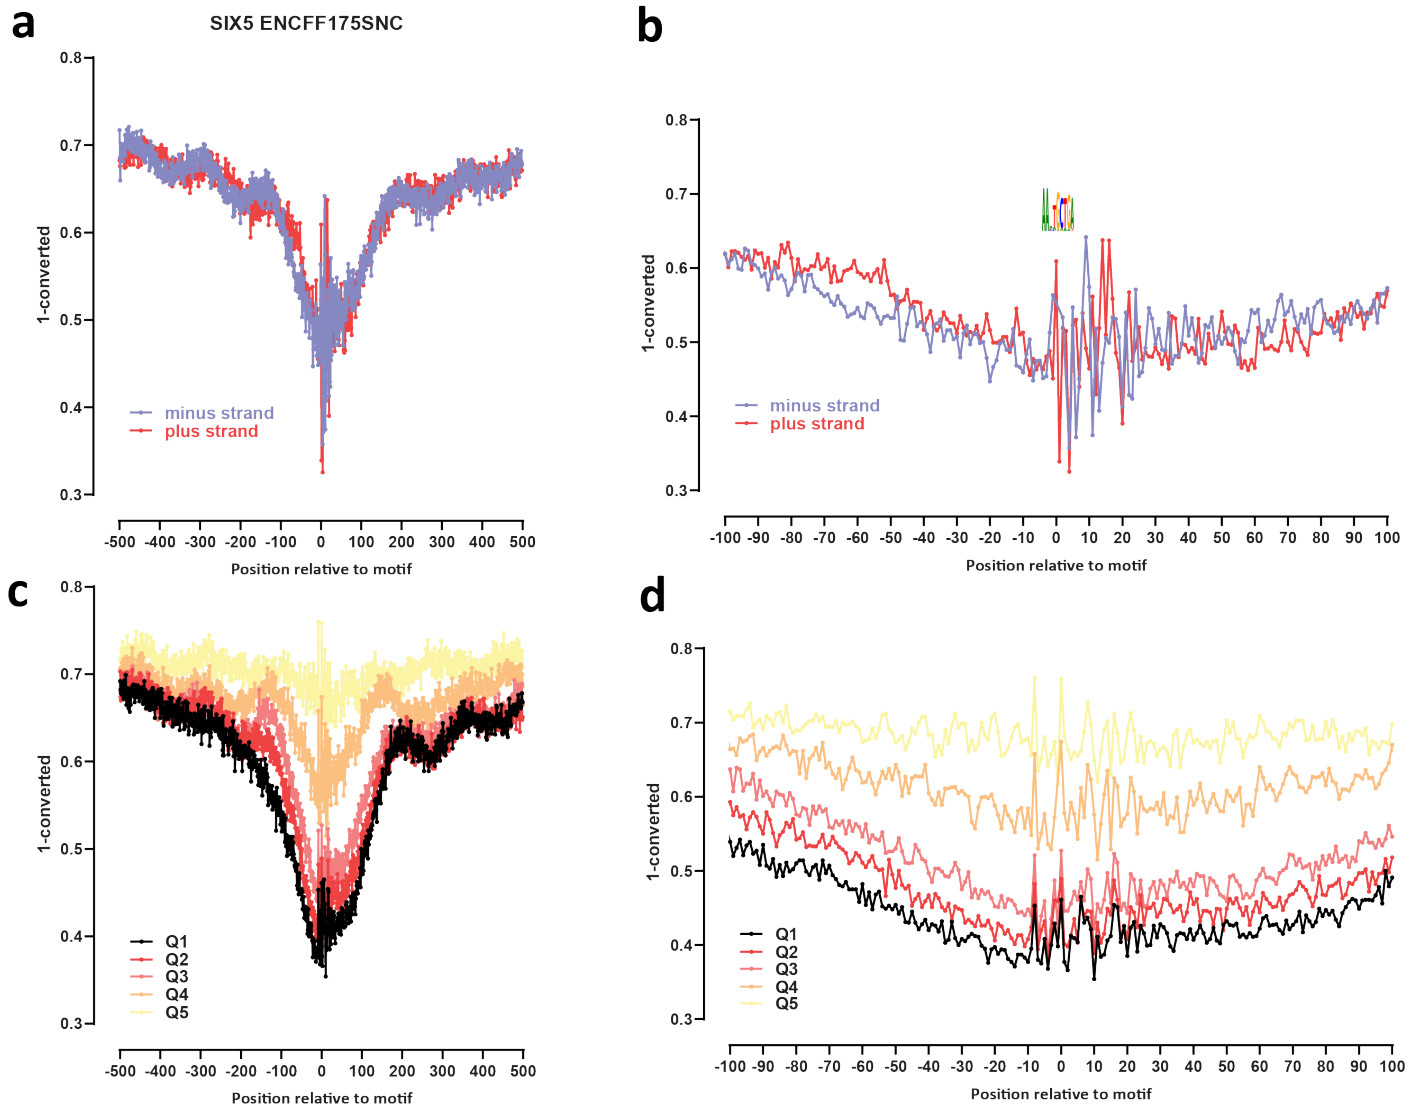 a
SIX5 ENCFF175SNC
0.8
0.7
0.6
0.5
0.4
0.3
1-converted
minus strand
plus strand
-500 -400 -300 -200 -100 0 100 200 300 400 500
Position relative to motif
b
0.8
0.7
0.6
0.5
0.4
0.3
1-converted
minus strand
plus strand
-100 -90 -80 -70 -60 -50 -40 -30 -20 -10 0 10 20 30 40 50 60 70 80 90 100
Position relative to motif
c
0.8
0.7
0.6
0.5
0.4
0.3
1-converted
Q1
Q2
Q3
Q4
Q5
-500 -400 -300 -200 -100 0 100 200 300 400 500
Position relative to motif
d
0.8
0.7
0.6
0.5
0.4
0.3
1-converted
Q1
Q2
Q3
Q4
Q5
-100 -90 -80 -70 -60 -50 -40 -30 -20 -10 0 10 20 30 40 50 60 70 80 90 100
Position relative to motif